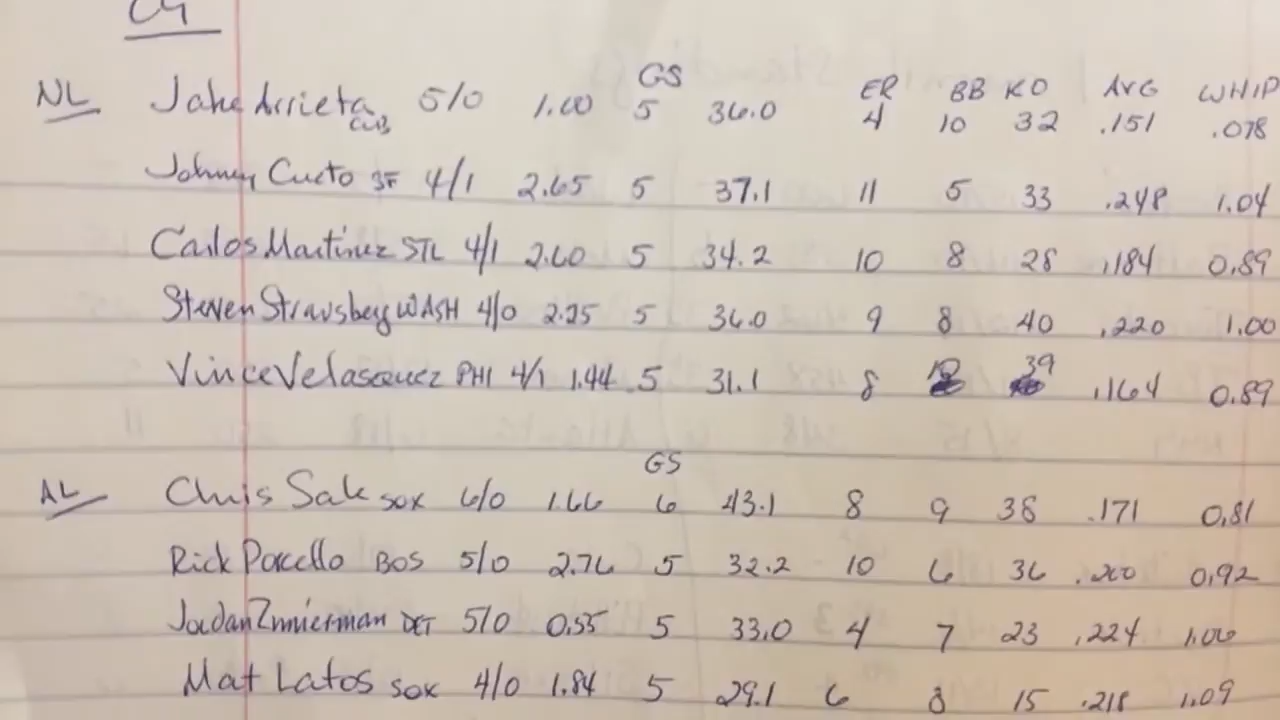 CY
GS ER BB KO AVG WHIP
NL Jake Arrieta CUBS 5/0 1.00 5 36.0 4 10 32 .151 .078
Johnny Cueto SF 4/1 2.65 5 37.1 11 5 33 .248 1.04
Carlos Martinez STL 4/1 2.60 5 34.2 10 8 28 .184 0.89
Steven Strausberg WASH 4/0 2.25 5 36.0 9 8 40 .220 1.00
Vince Velasquez PHI 4/1 1.44 5 31.1 8 39 .164 0.89
GS
AL Chris Sale SOX 6/0 1.66 6 43.1 8 9 38 .171 0.81
Rick Porcello BOS 5/0 2.76 5 32.2 10 6 36 .200 0.92
Jordan Zmmierman DET 5/0 0.55 5 33.0 4 7 23 .224 1.06
Mat Latos SOX 4/0 1.84 5 29.1 6 8 15 .218 1.09